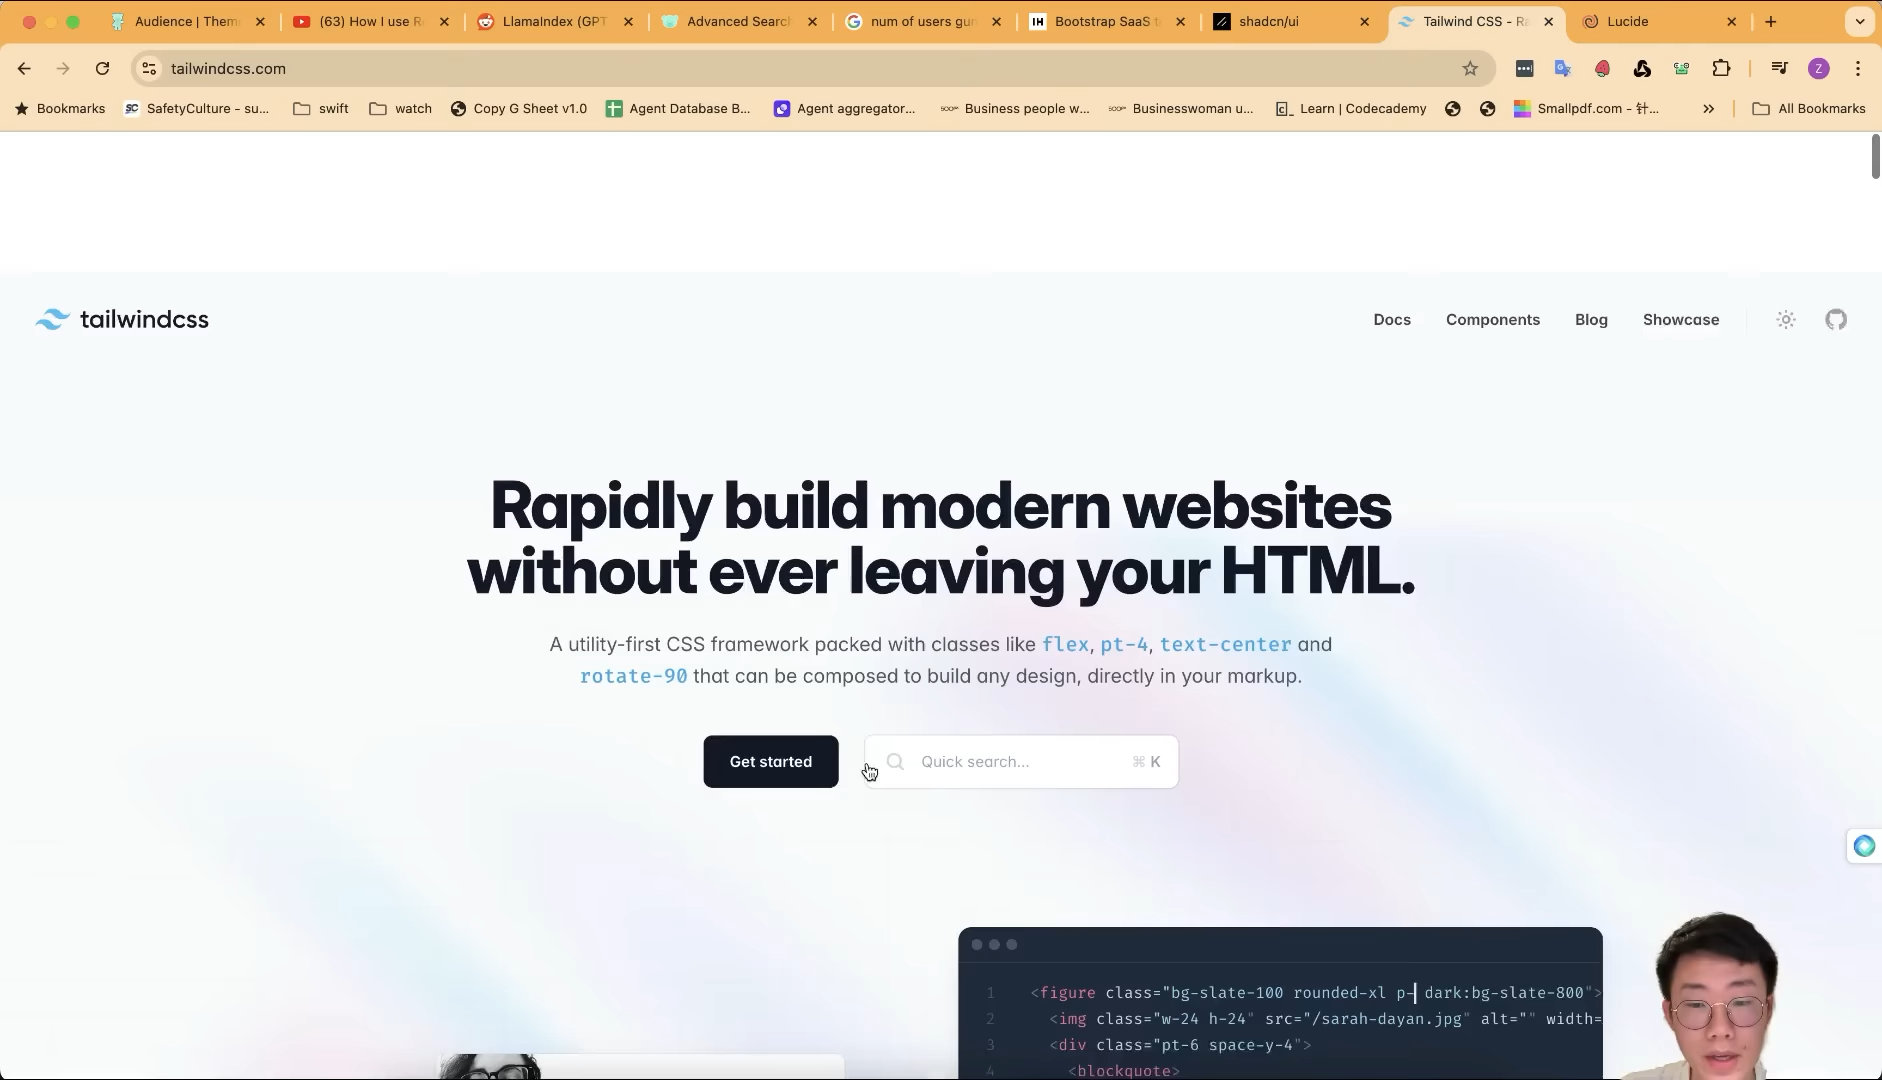 Audience | Them
(63) How I use R
LlamaIndex (GPT
Advanced Search
num of users gun
IH Bootstrap SaaS t
shadcn/ui
Tailwind CSS - Ra
Lucide
tailwindcss.com
Z
Bookmarks
SC SafetyCulture - su...
swift
watch
Copy G Sheet v1.0
Agent Database B...
Agent aggregator...
Business people w...
Businesswoman u...
Learn | Codecademy
Smallpdf.com - 针...
All Bookmarks
tailwindcss
Docs
Components
Blog
Showcase
Rapidly build modern websites
without ever leaving your HTML.
A utility-first CSS framework packed with classes like flex, pt-4, text-center and
rotate-90 that can be composed to build any design, directly in your markup.
Get started
Quick search...
⌘ K
1 <figure class="bg-slate-100 rounded-xl p- dark:bg-slate-800">
2 <img class="w-24 h-24" src="/sarah-dayan.jpg" alt="" width=
3 <div class="pt-6 space-y-4">
4 <blockquote>